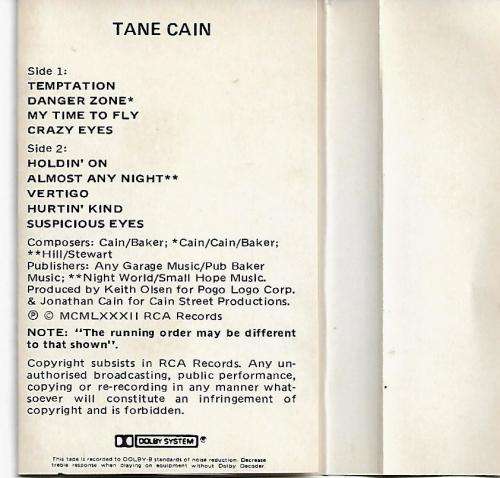 TANE CAIN
Side 1:
TEMPTATION
DANGER ZONE*
MY TIME TO FLY
CRAZY EYES
Side 2:
HOLDIN' ON
ALMOST ANY NIGHT**
VERTIGO
HURTIN' KIND
SUSPICIOUS EYES
Composers: Cain/Baker; *Cain/Cain/Baker;
**Hill/Stewart
Publishers: Any Garage Music/Pub Baker
Music; **Night World/Small Hope Music.
Produced by Keith Olsen for Pogo Logo Corp.
& Jonathan Cain for Cain Street Productions.
℗ © MCMLXXXII RCA Records
NOTE: "The running order may be different
to that shown".
Copyright subsists in RCA Records. Any un-
authorised broadcasting, public performance,
copying or re-recording in any manner what-
soever will constitute an infringement of
copyright and is forbidden.
DOLBY SYSTEM ®
This tape is recorded to DOLBY-B standards of noise reduction. Decrease
treble response when playing on equipment without Dolby Decoder